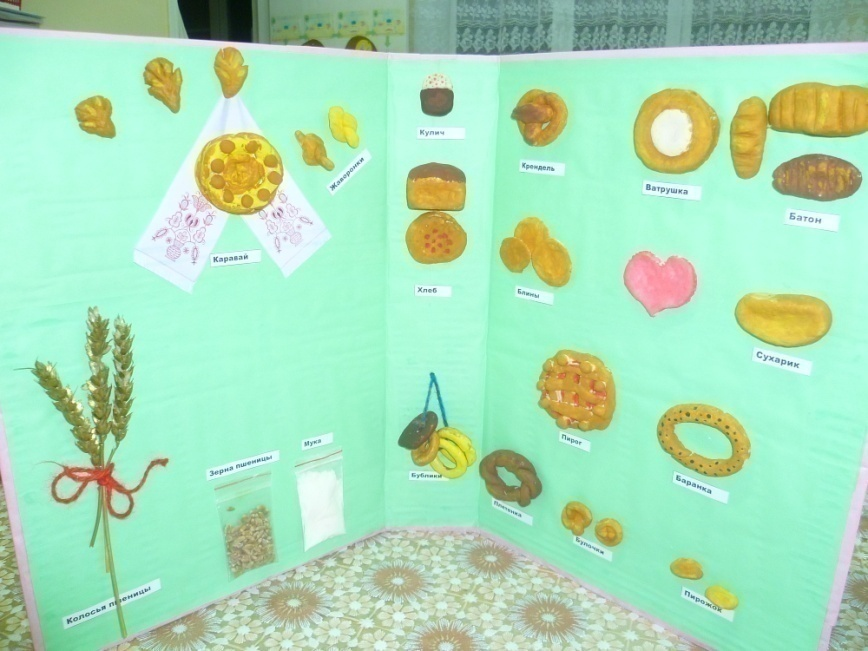 Жаворонки
Каравай
Колосья пшеницы
Зерна пшеницы
Мука
Кулич
Хлеб
Бублики
Крендель
Ватрушка
Батон
Блины
Сухарик
Пирог
Баранка
Плетенка
Булочки
Пирожок